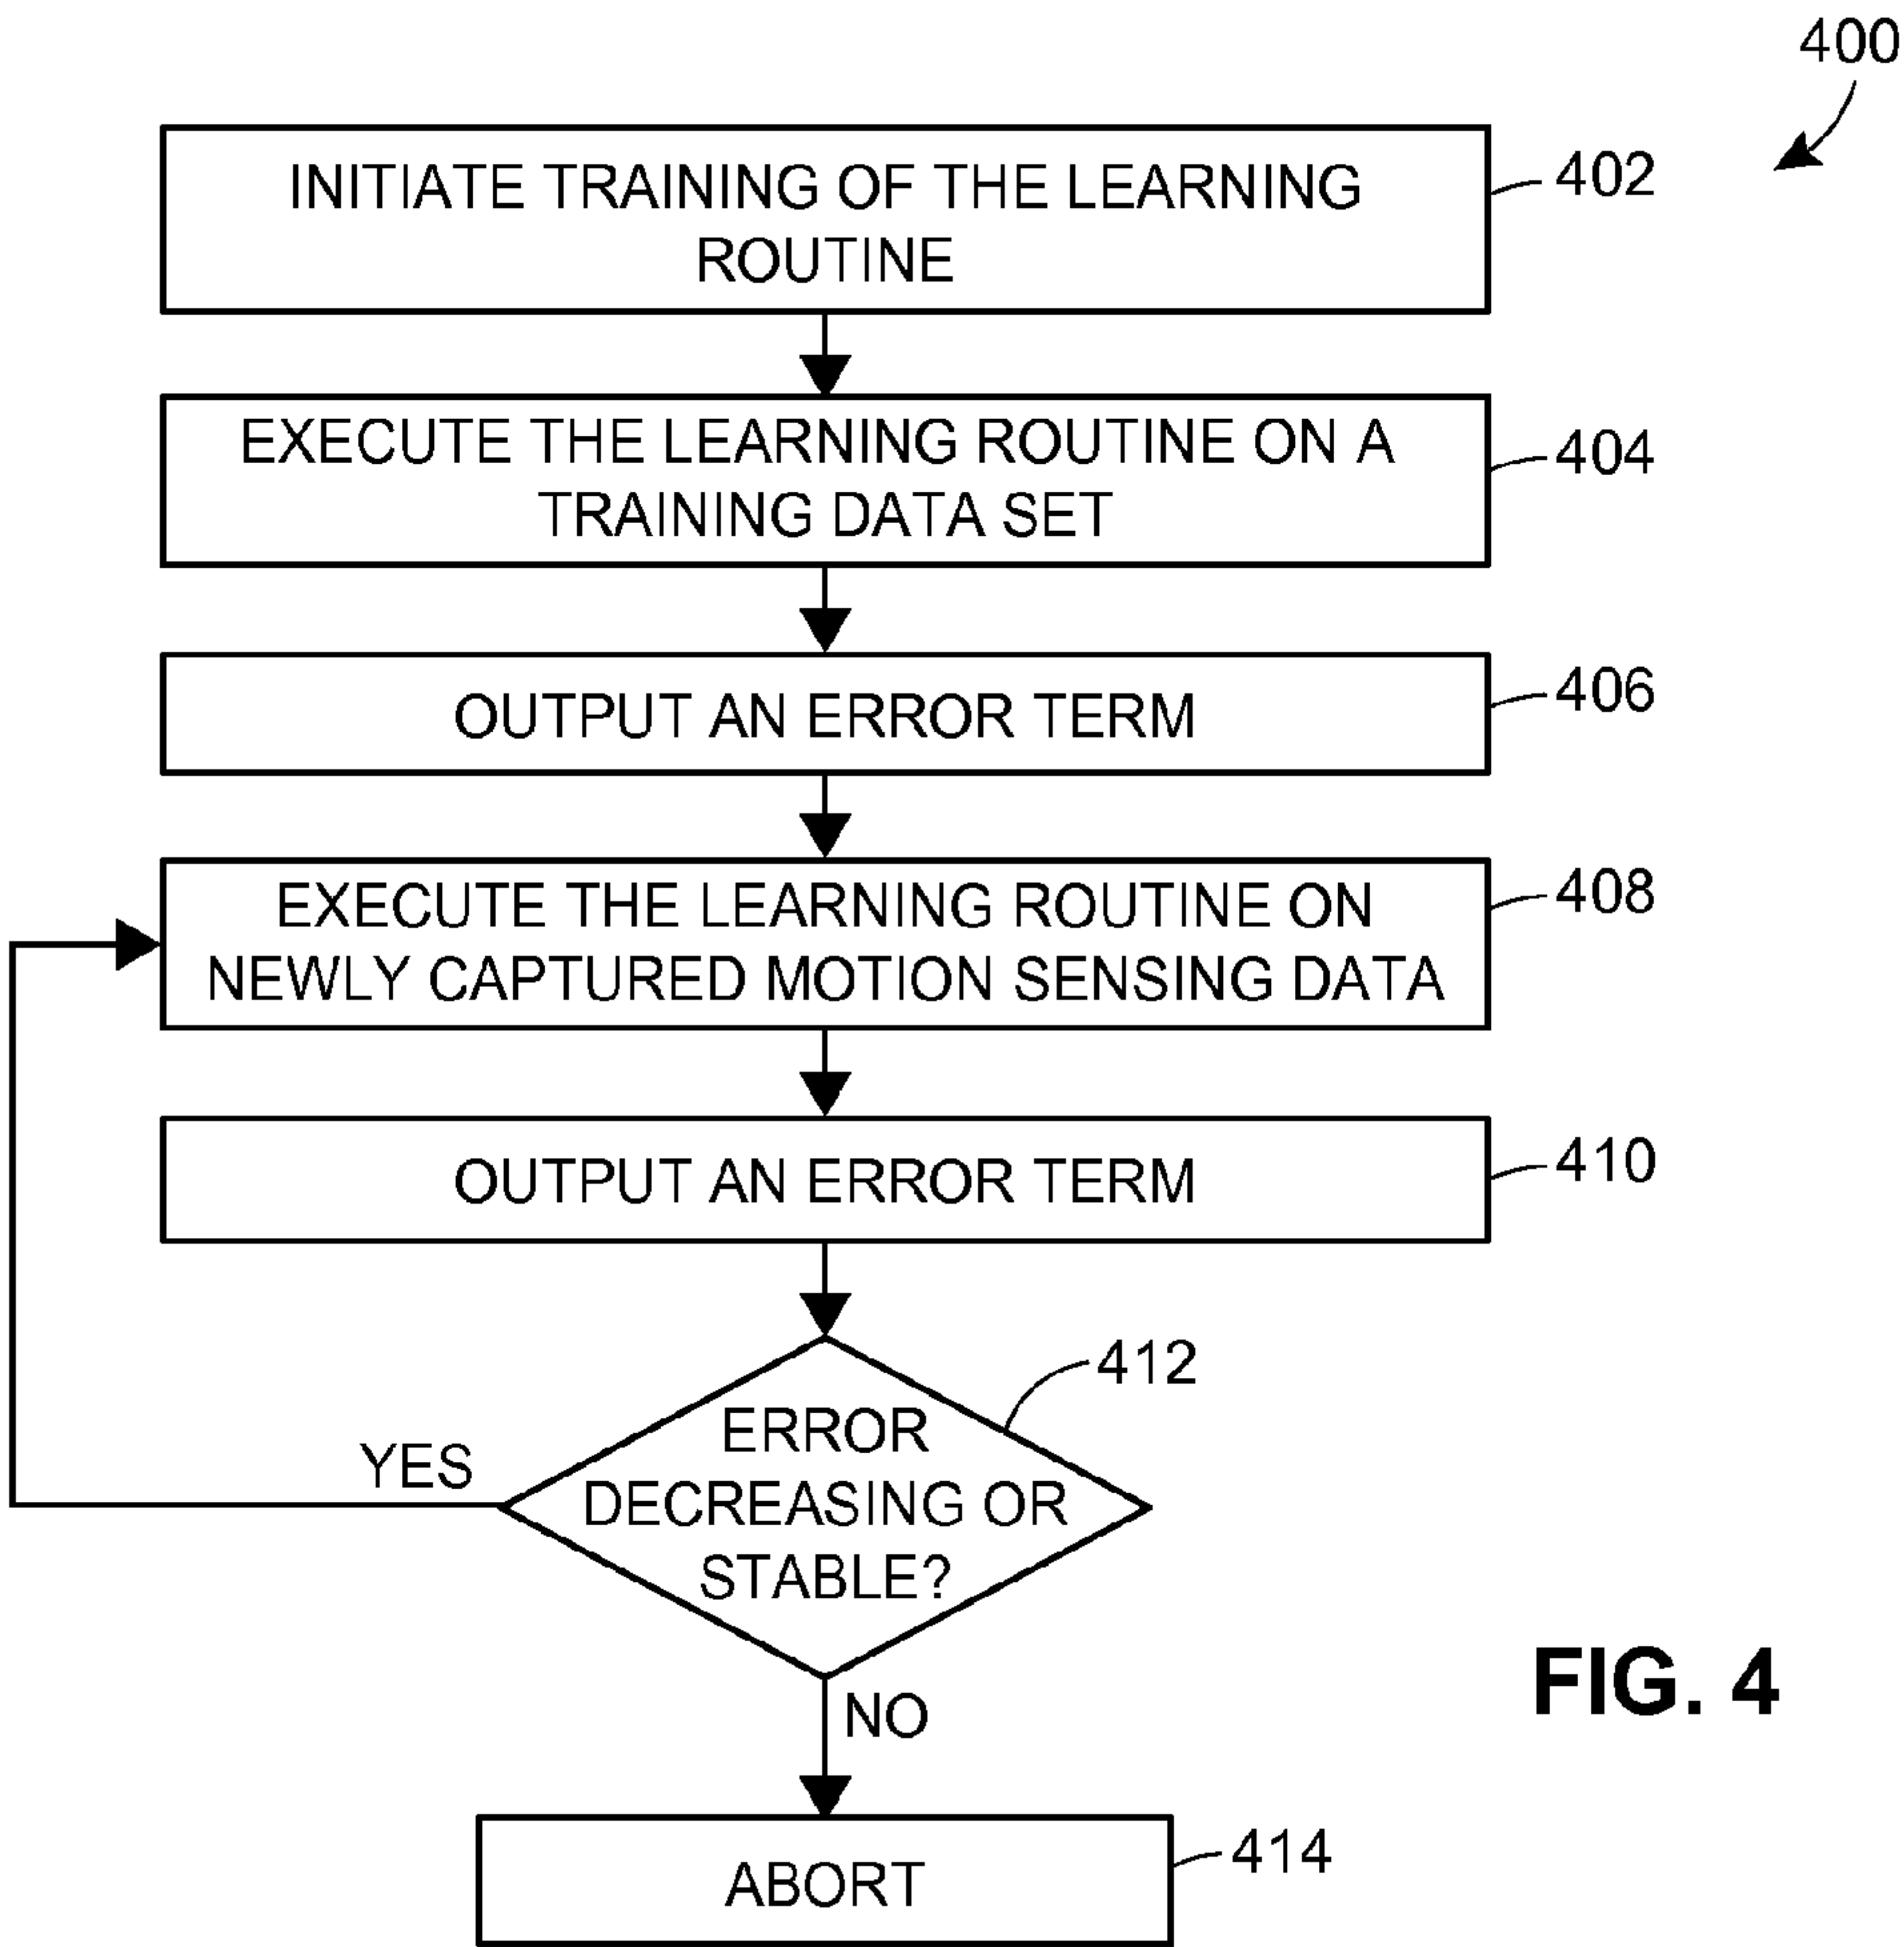 400
INITIATE TRAINING OF THE LEARNING
ROUTINE
402
EXECUTE THE LEARNING ROUTINE ON A
TRAINING DATA SET
404
OUTPUT AN ERROR TERM
406
EXECUTE THE LEARNING ROUTINE ON
NEWLY CAPTURED MOTION SENSING DATA
408
OUTPUT AN ERROR TERM
410
412
ERROR
DECREASING OR
STABLE?
YES
NO
FIG. 4
ABORT
414